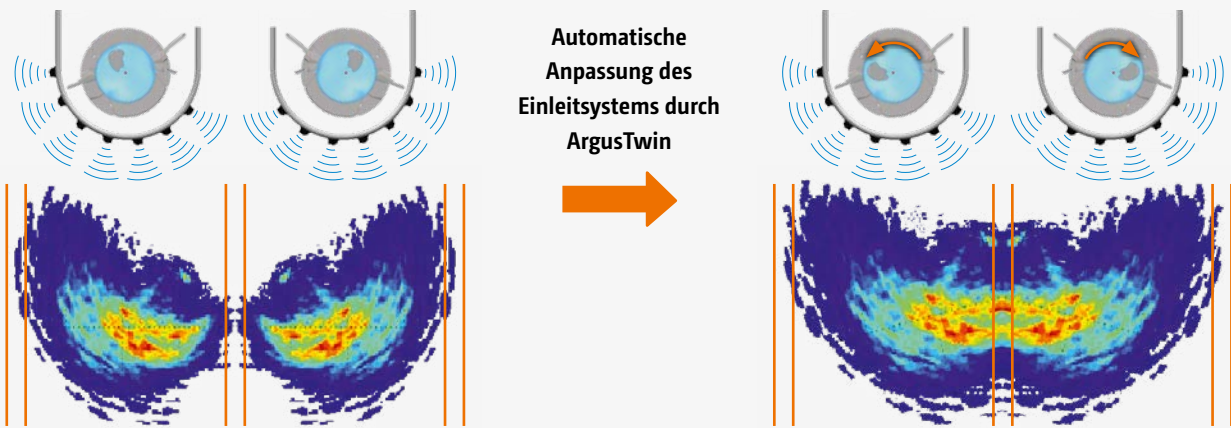 Automatische
Anpassung des
Einleitsystems durch
ArgusTwin